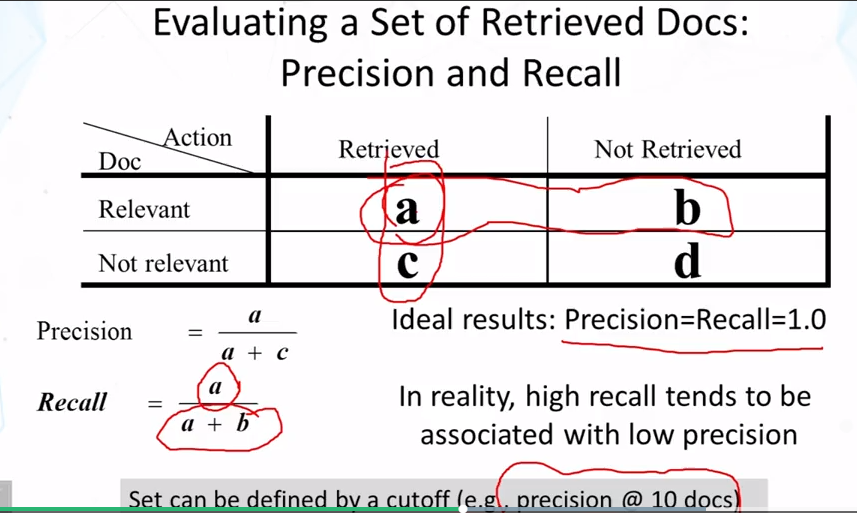 Evaluating a Set of Retrieved Docs:
Precision and Recall
Action
Doc
Retrieved
Not Retrieved
Relevant
a
b
Not relevant
c
d
Precision = a / a + c
Recall = a / a + b
Ideal results: Precision=Recall=1.0
In reality, high recall tends to be
associated with low precision
Set can be defined by a cutoff (e.g., precision @ 10 docs)